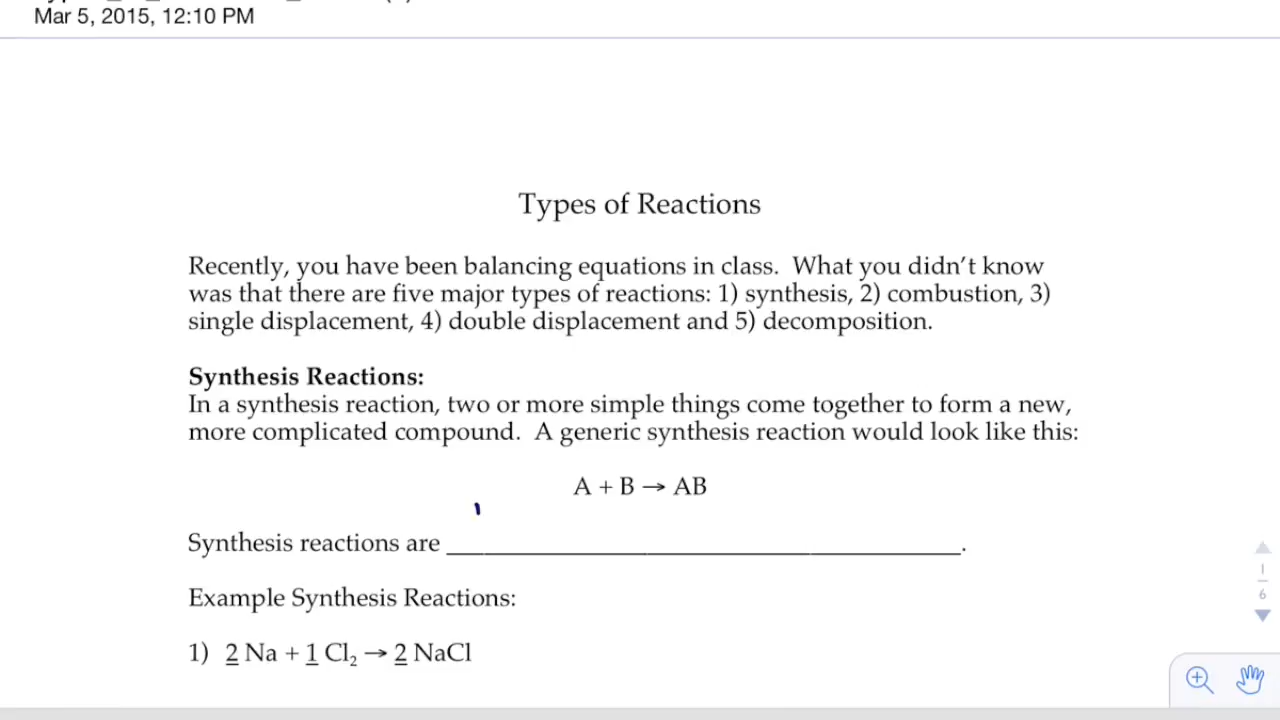 Mar 5, 2015, 12:10 PM
Types of Reactions
Recently, you have been balancing equations in class.  What you didn't know
was that there are five major types of reactions: 1) synthesis, 2) combustion, 3)
single displacement, 4) double displacement and 5) decomposition.
Synthesis Reactions:
In a synthesis reaction, two or more simple things come together to form a new,
more complicated compound.  A generic synthesis reaction would look like this:
A + B → AB
Synthesis reactions are ______________________________________.
Example Synthesis Reactions:
1)  2 Na + 1 Cl₂ → 2 NaCl
1
6